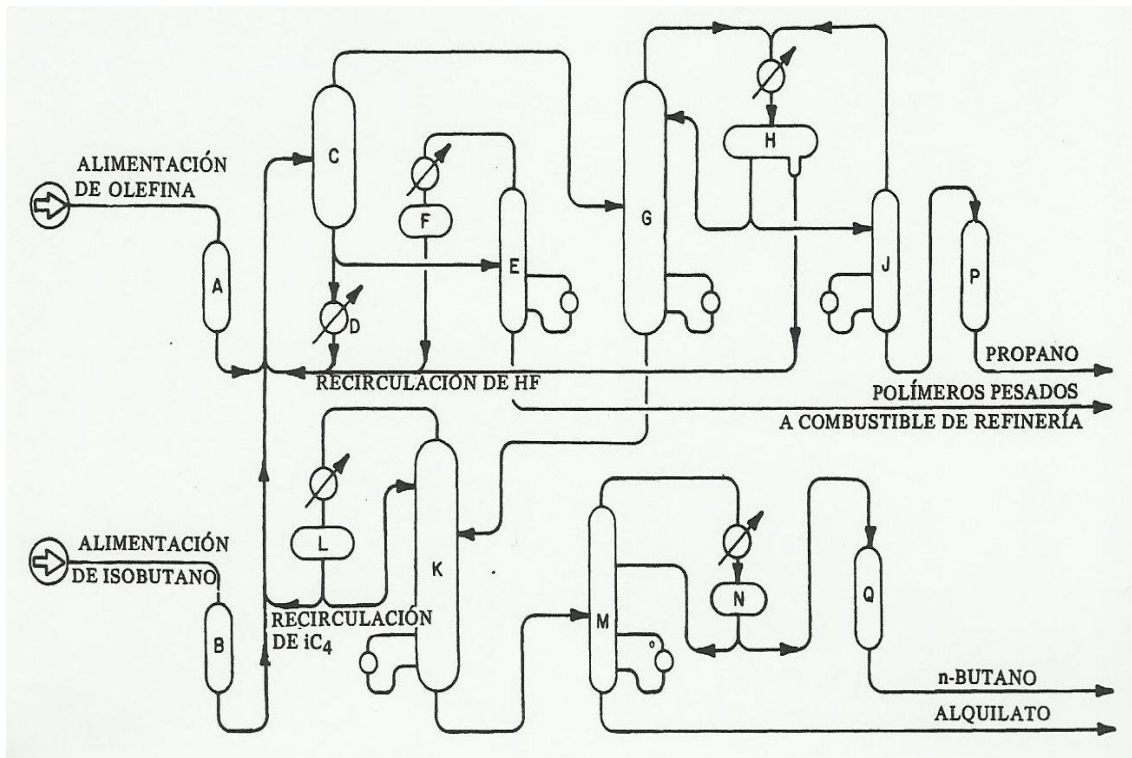 ALIMENTACIÓN
DE OLEFINA
A
C
D
F
E
G
H
J
P
RECIRCULACIÓN DE HF
PROPANO
POLÍMEROS PESADOS
A COMBUSTIBLE DE REFINERÍA
ALIMENTACIÓN
DE ISOBUTANO
B
L
RECIRCULACIÓN
DE iC4
K
M
N
Q
n-BUTANO
ALQUILATO